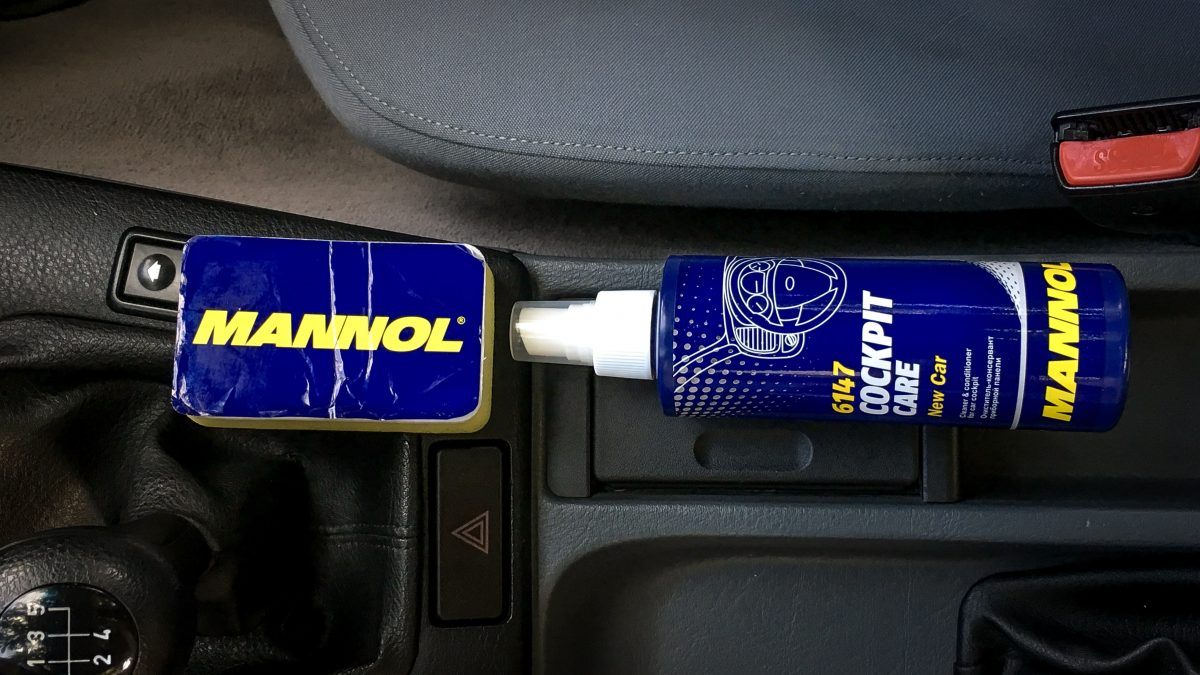 MANNOL®
6147
COCKPIT
CARE
New Car
Cleaner & conditioner
for car cockpit
Очиститель-консервант
приборной панели
MANNOL
5
3 4
1 2